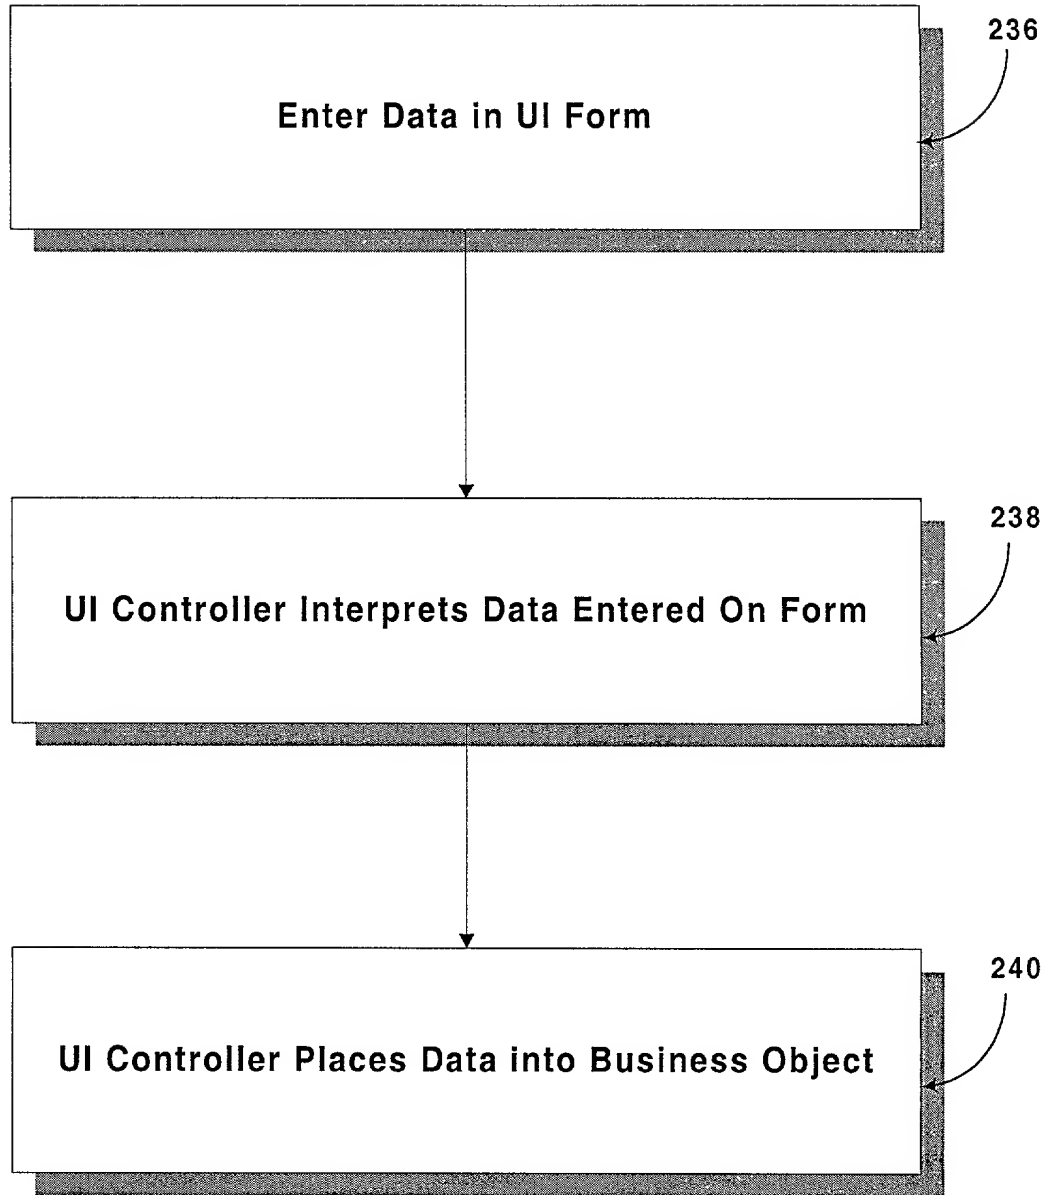 236
Enter Data in UI Form
238
UI Controller Interprets Data Entered On Form
240
UI Controller Places Data into Business Object